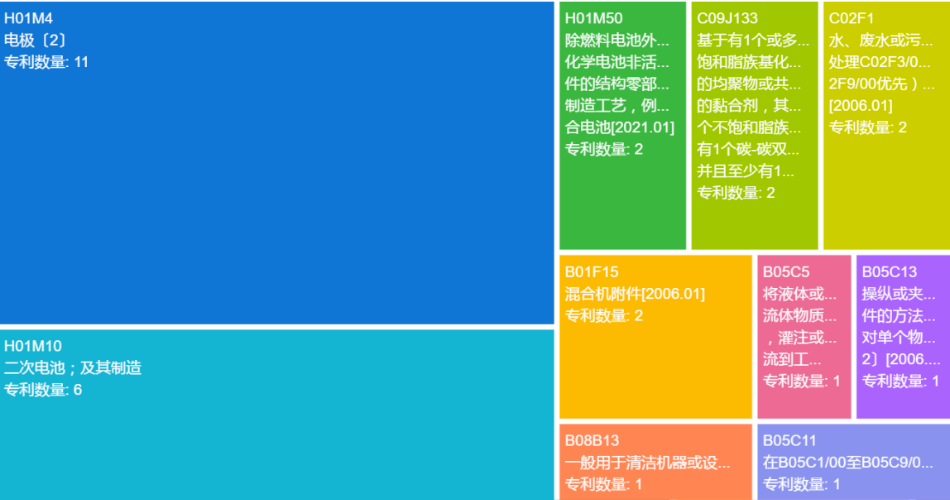 H01M4
电极〔2〕
专利数量: 11
H01M10
二次电池；及其制造
专利数量: 6
H01M50
除燃料电池外...
化学电池非活...
件的结构零部...
制造工艺，例...
合电池[2021.01]
专利数量: 2
C09J133
基于有1个或多...
饱和脂族基化...
的均聚物或共...
的黏合剂，其...
个不饱和脂族...
有1个碳-碳双...
并且至少有1...
专利数量: 2
C02F1
水、废水或污...
处理C02F3/0...
2F9/00优先）...
[2006.01]
专利数量: 2
B01F15
混合机附件[2006.01]
专利数量: 2
B05C5
将液体或...
流体物质...
，灌注或...
流到工...
专利数量: 1
B05C13
操纵或夹...
件的方法...
对单个物...
2〕[2006....
专利数量: 1
B08B13
一般用于清洁机器或设...
专利数量: 1
B05C11
在B05C1/00至B05C9/0...
专利数量: 1